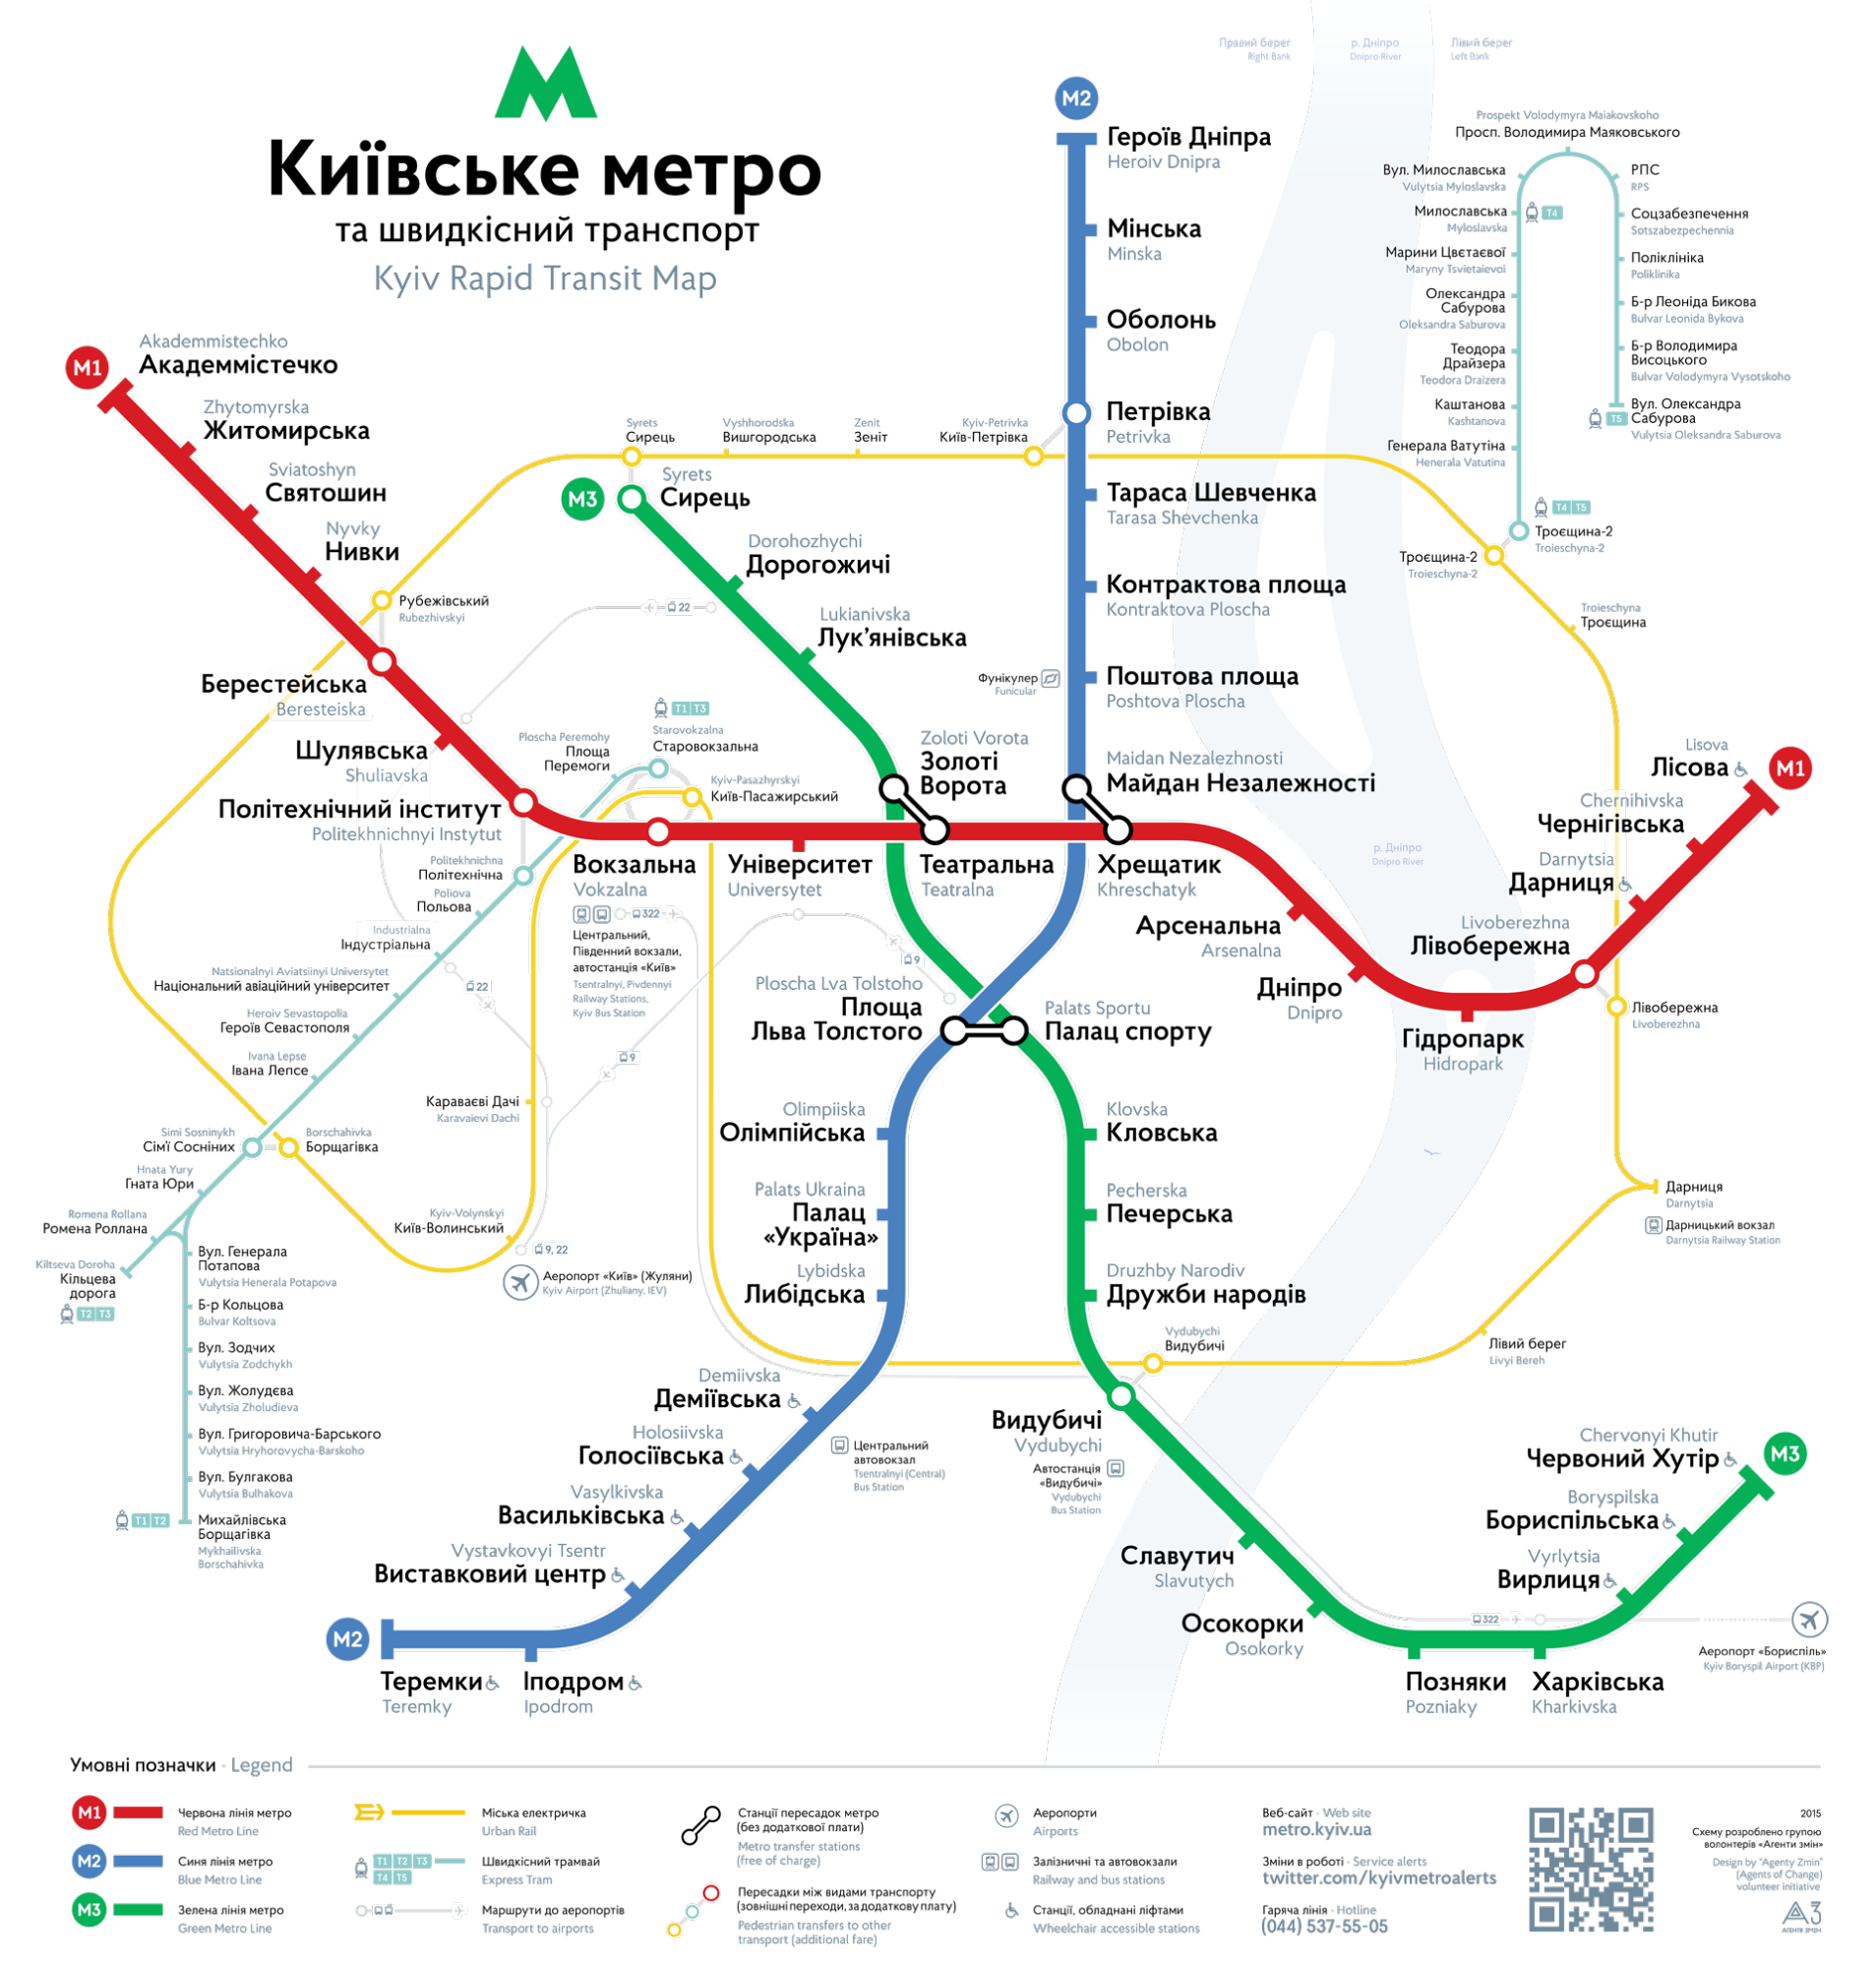 Правий берег
Right Bank
р. Дніпро
Dnipro River
Лівий берег
Left Bank
Київське метро
та швидкісний транспорт
Kyiv Rapid Transit Map
M2
Героїв Дніпра
Heroiv Dnipra
Мінська
Minska
Оболонь
Obolon
Петрівка
Petrivka
Тараса Шевченка
Tarasa Shevchenka
Контрактова площа
Kontraktova Ploscha
Фунікулер
Funicular
Поштова площа
Poshtova Ploscha
Maidan Nezalezhnosti
Майдан Незалежності
Prospekt Volodymyra Maiakovskoho
Просп. Володимира Маяковського
Вул. Милославська
Vulytsia Myloslavska
Милославська
Myloslavska
T4
Марини Цвєтаєвої
Maryny Tsvietaievoi
Олександра
Сабурова
Oleksandra Saburova
Теодора
Драйзера
Teodora Draizera
Каштанова
Kashtanova
Генерала Ватутіна
Henerala Vatutina
T4 T5
Троєщина-2
Troieschyna-2
РПС
RPS
Соцзабезпечення
Sotszabezpechennia
Поліклініка
Poliklinika
Б-р Леоніда Бикова
Bulvar Leonida Bykova
Б-р Володимира
Висоцького
Bulvar Volodymyra Vysotskoho
T5
Вул. Олександра
Сабурова
Vulytsia Oleksandra Saburova
M1
Akademmistechko
Академмістечко
Zhytomyrska
Житомирська
Sviatoshyn
Святошин
Nyvky
Нивки
Берестейська
Beresteiska
Шулявська
Shuliavska
Політехнічний інститут
Politekhnichnyi Instytut
Вокзальна
Vokzalna
Університет
Universytet
Театральна
Teatralna
Хрещатик
Khreschatyk
Арсенальна
Arsenalna
Дніпро
Dnipro
р. Дніпро
Dnipro River
Гідропарк
Hidropark
Livoberezhna
Лівобережна
Darnytsia
Дарниця
Chernihivska
Чернігівська
Lisova
Лісова
M1
Syrets
Сирець
Vyshhorodska
Вишгородська
Zenit
Зеніт
Kyiv-Petrivka
Київ-Петрівка
Троєщина-2
Troieschyna-2
Troieschyna
Троєщина
Лівобережна
Livoberezhna
Дарниця
Darnytsia
Дарницький вокзал
Darnytsia Railway Station
Лівий берег
Livyi Bereh
Vydubychi
Видубичі
Рубежівський
Rubezhivskyi
22
M3
Syrets
Сирець
Dorohozhychi
Дорогожичі
Lukianivska
Лук’янівська
Zoloti Vorota
Золоті
Ворота
T1 T3
Starovokzalna
Старовокзальна
Ploscha Peremohy
Площа
Перемоги
Kyiv-Pasazhyrskyi
Київ-Пасажирський
Politekhnichna
Політехнічна
Poliova
Польова
Industrialna
Індустріальна
Natsionalnyi Aviatsiinyi Universytet
Національний авіаційний університет
Heroiv Sevastopolia
Героїв Севастополя
Ivana Lepse
Івана Лепсе
22
322
Центральний,
Південний вокзали,
автостанція «Київ»
Tsentralnyi, Pivdennyi
Railway Stations,
Kyiv Bus Station
9
9
Караваєві Дачі
Karavaievi Dachi
Simi Sosninykh
Сім’ї Сосніних
Borschahivka
Борщагівка
Hnata Yury
Гната Юри
Romena Rollana
Ромена Роллана
Kiltseva Doroha
Кільцева
дорога
T2 T3
Вул. Генерала
Потапова
Vulytsia Henerala Potapova
Б-р Кольцова
Bulvar Koltsova
Вул. Зодчих
Vulytsia Zodchykh
Вул. Жолудєва
Vulytsia Zholudieva
Вул. Григоровича-Барського
Vulytsia Hryhorovycha-Barskoho
Вул. Булгакова
Vulytsia Bulhakova
T1 T2
Михайлівська
Борщагівка
Mykhailivska
Borschahivka
Kyiv-Volynskyi
Київ-Волинський
9, 22
Аеропорт «Київ» (Жуляни)
Kyiv Airport (Zhuliany, IEV)
Ploscha Lva Tolstoho
Площа
Льва Толстого
Palats Sportu
Палац спорту
Olimpiiska
Олімпійська
Palats Ukraina
Палац
«Україна»
Lybidska
Либідська
Demiivska
Деміївська
Holosiivska
Голосіївська
Vasylkivska
Васильківська
Vystavkovyi Tsentr
Виставковий центр
M2
Теремки
Teremky
Іподром
Ipodrom
Центральний
автовокзал
Tsentralnyi (Central)
Bus Station
Klovska
Кловська
Pecherska
Печерська
Druzhby Narodiv
Дружби народів
Видубичі
Vydubychi
Автостанція
«Видубичі»
Vydubychi
Bus Station
Славутич
Slavutych
Осокорки
Osokorky
Позняки
Pozniaky
Харківська
Kharkivska
Vyrlytsia
Вирлиця
Boryspilska
Бориспільська
Chervonyi Khutir
Червоний Хутір
M3
322
Аеропорт «Бориспіль»
Kyiv Boryspil Airport (KBP)
Умовні позначки · Legend
M1
Червона лінія метро
Red Metro Line
M2
Синя лінія метро
Blue Metro Line
M3
Зелена лінія метро
Green Metro Line
Міська електричка
Urban Rail
T1 T2 T3
T4 T5
Швидкісний трамвай
Express Tram
Маршрути до аеропортів
Transport to airports
Станції пересадок метро
(без додаткової плати)
Metro transfer stations
(free of charge)
Пересадки між видами транспорту
(зовнішні переходи, за додаткову плату)
Pedestrian transfers to other
transport (additional fare)
Аеропорти
Airports
Залізничні та автовокзали
Railway and bus stations
Станції, обладнані ліфтами
Wheelchair accessible stations
Веб-сайт · Web site
metro.kyiv.ua
Зміни в роботі · Service alerts
twitter.com/kyivmetroalerts
Гаряча лінія · Hotline
(044) 537-55-05
2015
Схему розроблено групою
волонтерів «Агенти змін»
Design by "Agenty Zmin"
(Agents of Change)
volunteer initiative
А3
АГЕНТИ ЗМІН